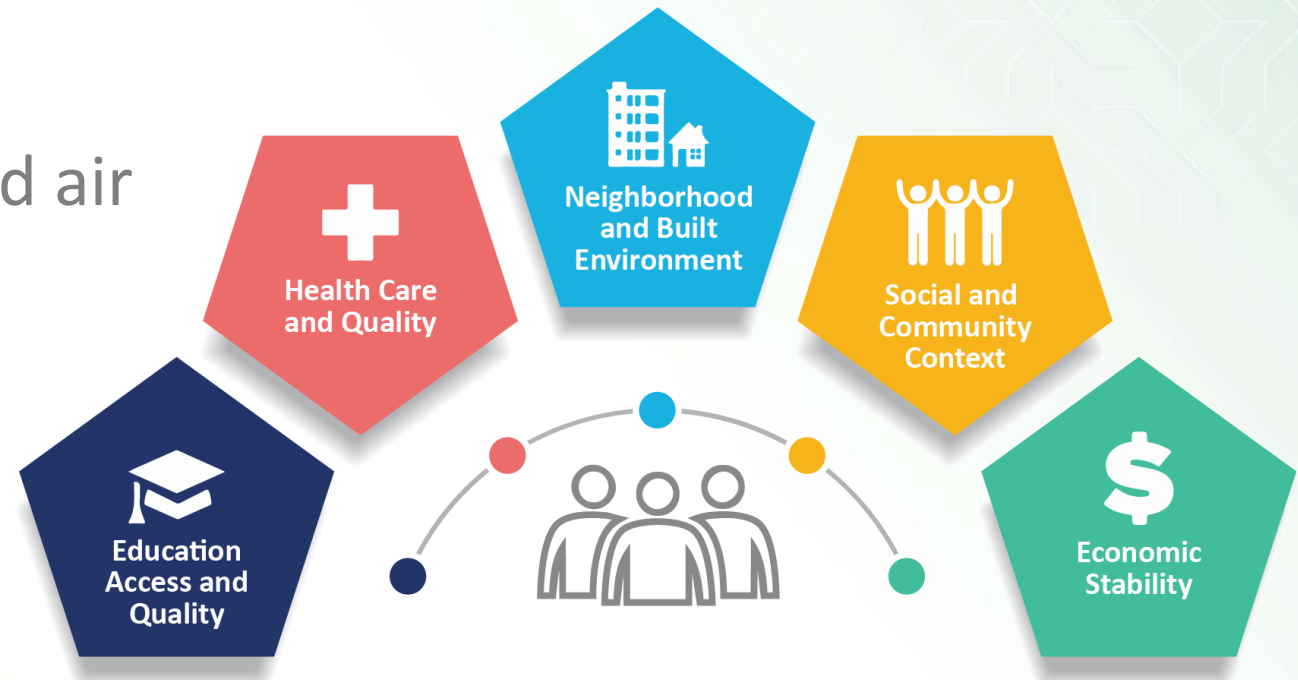 d air
Neighborhood
and Built
Environment
Health Care
and Quality
Social and
Community
Context
Education
Access and
Quality
$
Economic
Stability